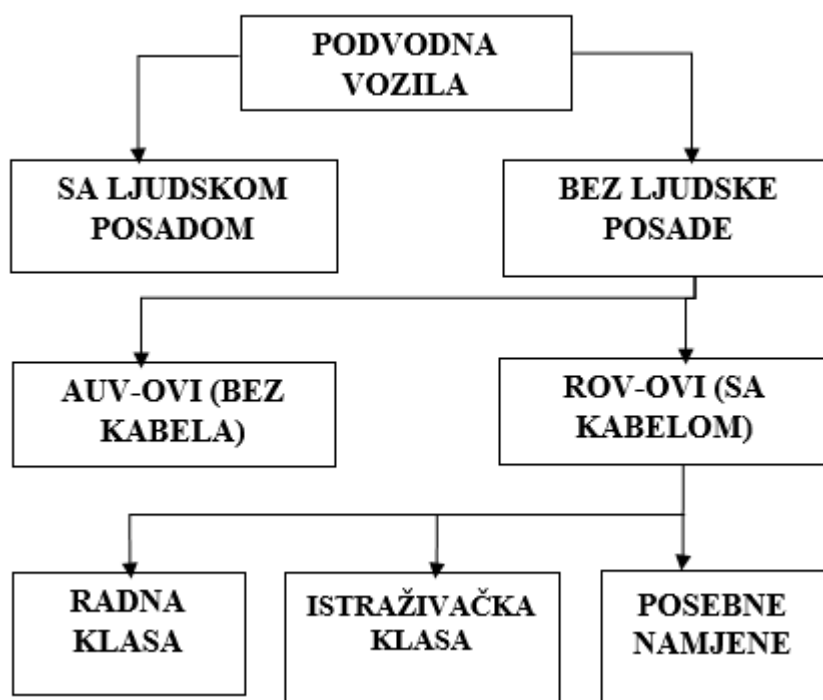 PODVODNA
VOZILA
SA LJUDSKOM
POSADOM
BEZ LJUDSKE
POSADE
AUV-OVI (BEZ
KABELA)
ROV-OVI (SA
KABELOM)
RADNA
KLASA
ISTRAŽIVAČKA
KLASA
POSEBNE
NAMJENE